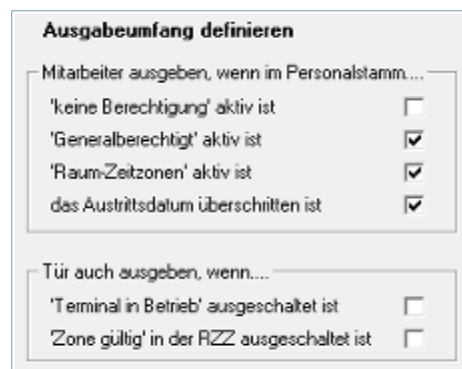 Ausgabeumfang definieren
Mitarbeiter ausgeben, wenn im Personalstamm....
'keine Berechtigung' aktiv ist
'Generalberechtigt' aktiv ist
'Raum-Zeitzonen' aktiv ist
das Austrittsdatum überschritten ist
Tür auch ausgeben, wenn....
'Terminal in Betrieb' ausgeschaltet ist
'Zone gültig' in der RZZ ausgeschaltet ist